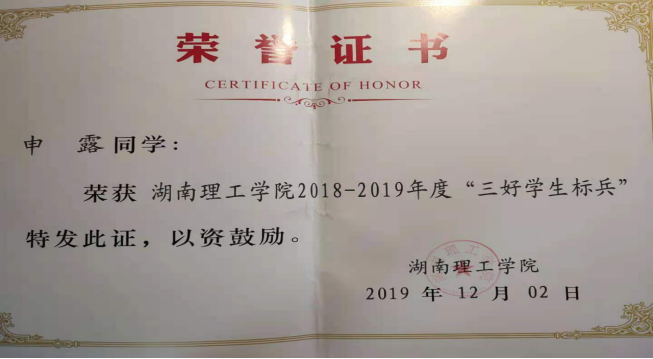 荣誉证书
CERTIFICATE OF HONOR
申 露同学：
荣获 湖南理工学院2018-2019年度“三好学生标兵”
特发此证，以资鼓励。
湖南理工学院
2019 年 12 月 02 日